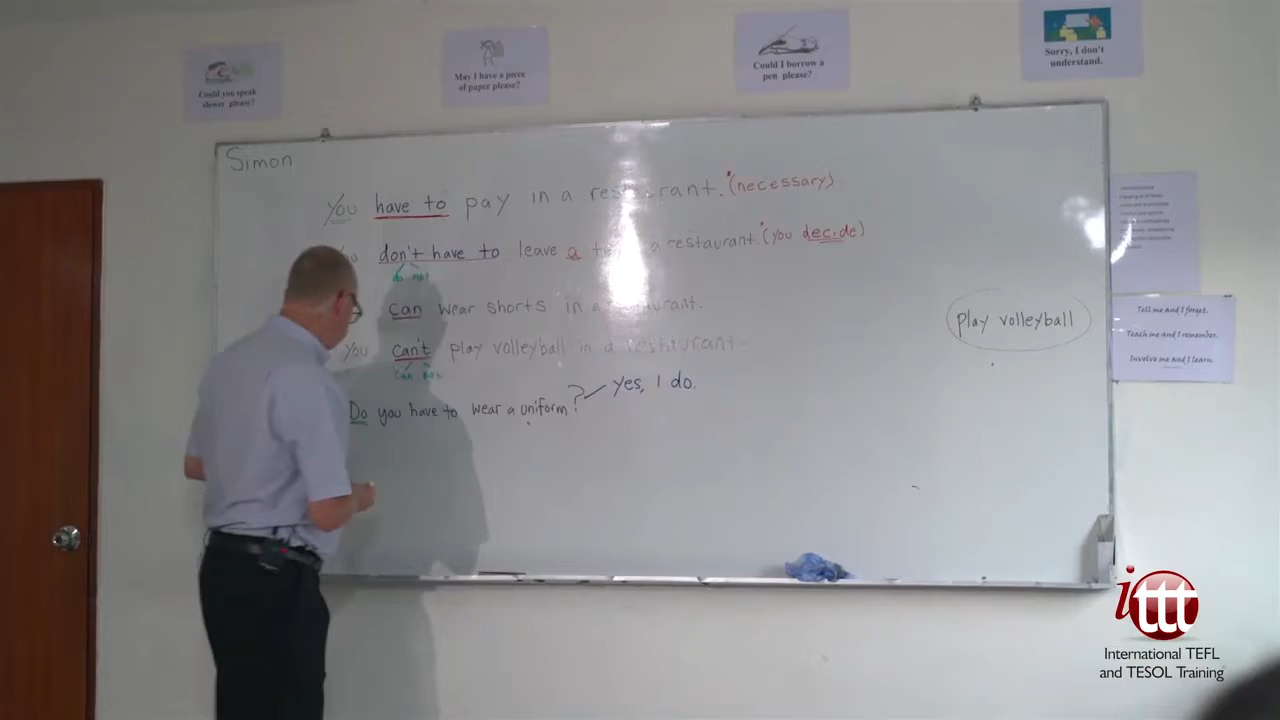 Could you speak
slower please?
May I have a piece
of paper please?
Could I borrow a
pen please?
Sorry, I don't
understand.
Simon
You have to pay in a restaurant. (necessary)
don't have to leave a a restaurant. (you decide)
do not
can wear shorts in a restaurant.
You can't play volleyball in a restaurant.
can not
Do you have to wear a uniform? Yes, I do.
play volleyball
Tell me and I forget.
Teach me and I remember.
Involve me and I learn.
ittt
International TEFL
and TESOL Training